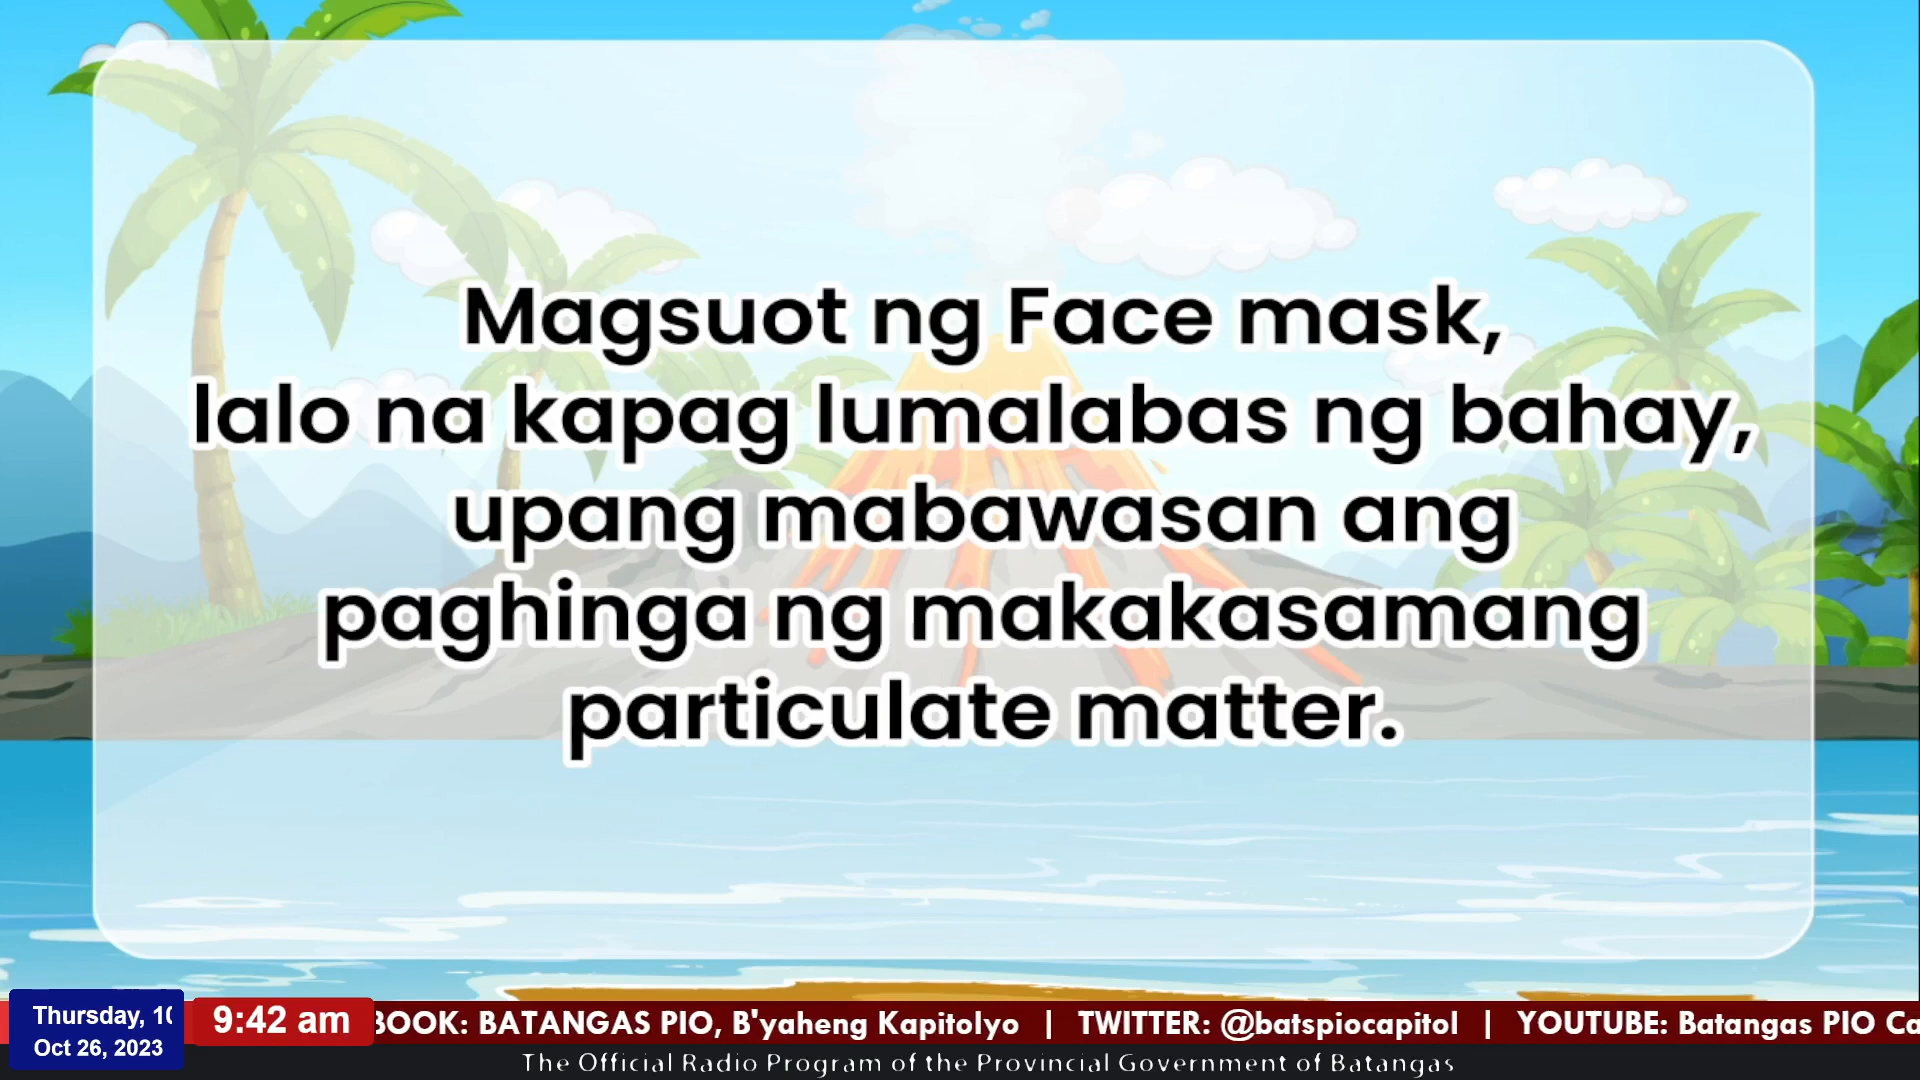 Magsuot ng Face mask,
lalo na kapag lumalabas ng bahay,
upang mabawasan ang
paghinga ng makakasamang
particulate matter.
Thursday, 10
Oct 26, 2023
9:42 am
BOOK: BATANGAS PIO, B'yaheng Kapitolyo | TWITTER: @batspiocapitol | YOUTUBE: Batangas PIO Ca
The Official Radio Program of the Provincial Government of Batangas